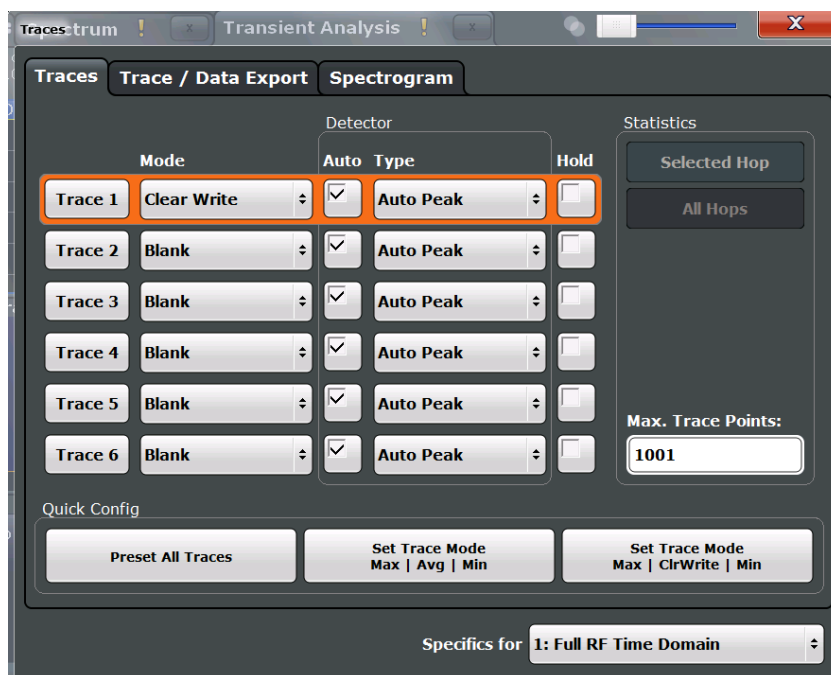 Traces trum ! x Transient Analysis ! x X
Traces Trace / Data Export Spectrogram
Detector Statistics
Mode Auto Type Hold Selected Hop
Trace 1 Clear Write Auto Peak All Hops
Trace 2 Blank Auto Peak
Trace 3 Blank Auto Peak
Trace 4 Blank Auto Peak
Trace 5 Blank Auto Peak
Max. Trace Points:
Trace 6 Blank Auto Peak 1001
Quick Config
Preset All Traces
Set Trace Mode
Max | Avg | Min
Set Trace Mode
Max | ClrWrite | Min
Specifics for 1: Full RF Time Domain